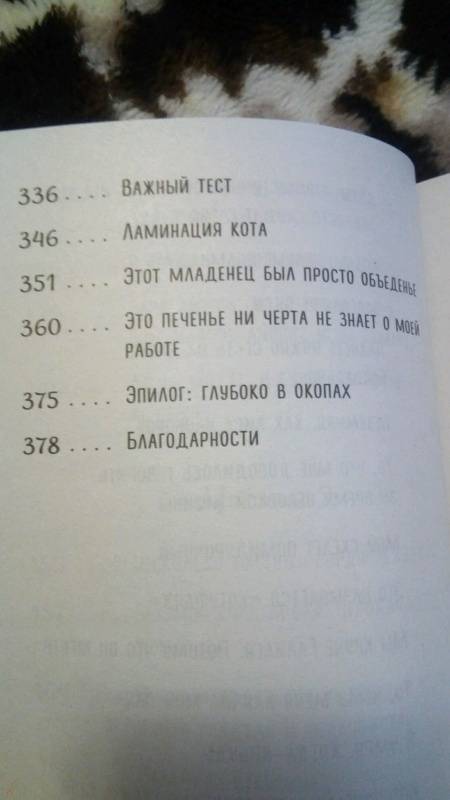 336.... Важный тест
346.... Ламинация кота
351.... Этот младенец был просто объеденье
360.... Это печенье ни черта не знает о моей
работе
375.... Эпилог: глубоко в окопах
378.... Благодарности